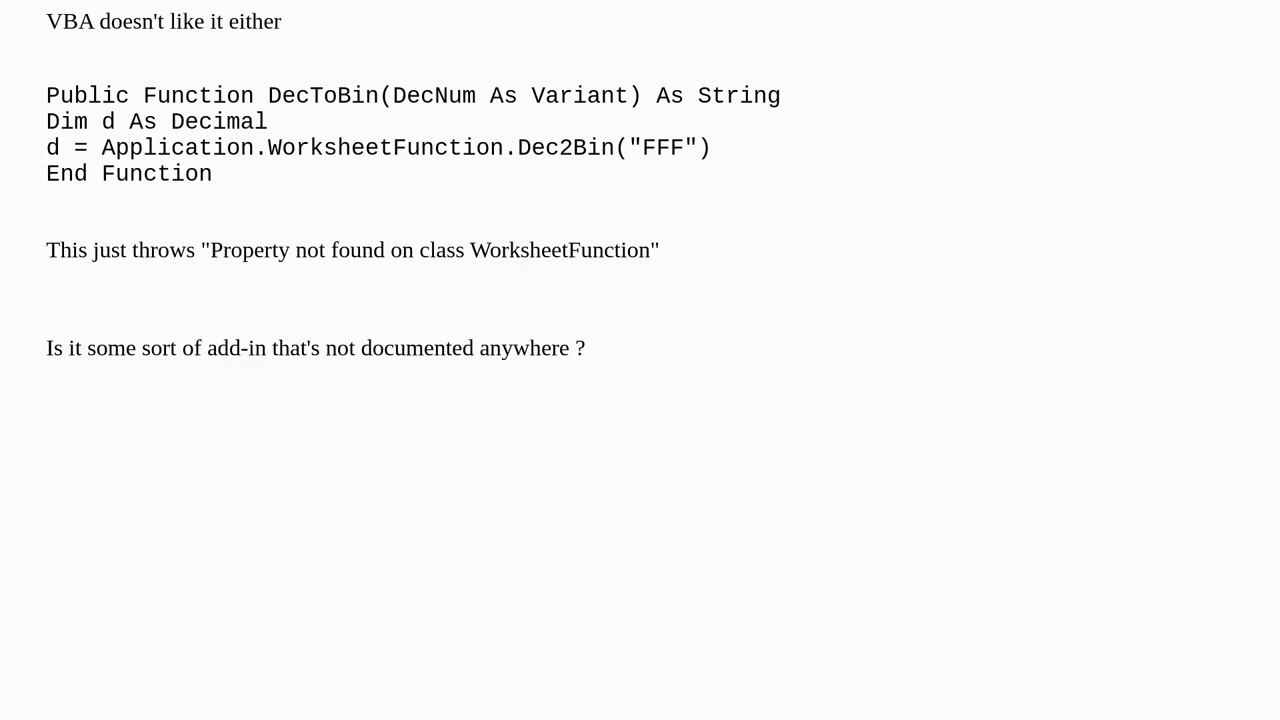 VBA doesn't like it either
Public Function DecToBin(DecNum As Variant) As String
Dim d As Decimal
d = Application.WorksheetFunction.Dec2Bin("FFF")
End Function
This just throws "Property not found on class WorksheetFunction"
Is it some sort of add-in that's not documented anywhere ?